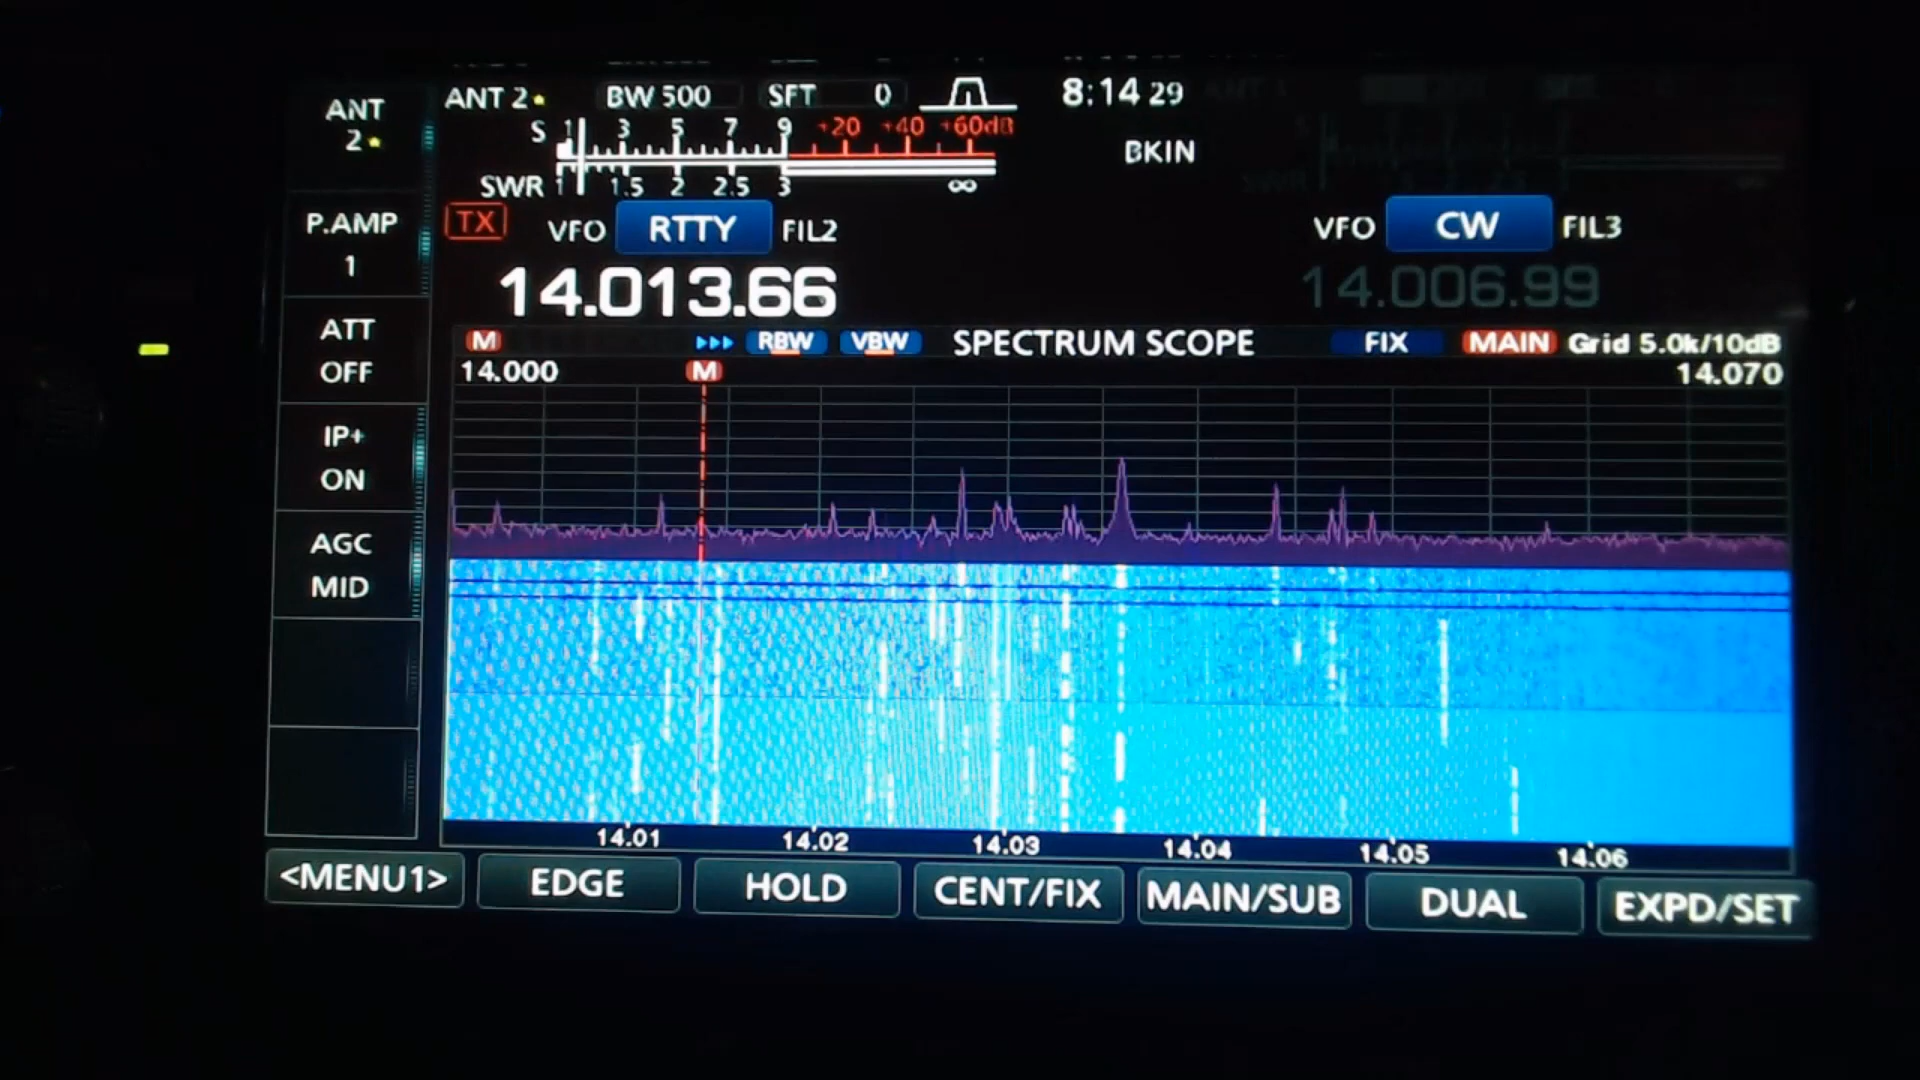 ANT
2
P.AMP
1
ATT
OFF
IP+
ON
AGC
MID
ANT 2 BW 500 SFT 0 8:14 29
S 1 3 5 7 9 +20 +40 +60dB
BKIN
SWR 1 1.5 2 2.5 3 ∞
TX VFO RTTY FIL2 VFO CW FIL3
14.013.66 14.006.99
M RBW VBW SPECTRUM SCOPE FIX MAIN Grid 5.0k/10dB
14.000 M 14.070
14.01 14.02 14.03 14.04 14.05 14.06
<MENU1> EDGE HOLD CENT/FIX MAIN/SUB DUAL EXPD/SET